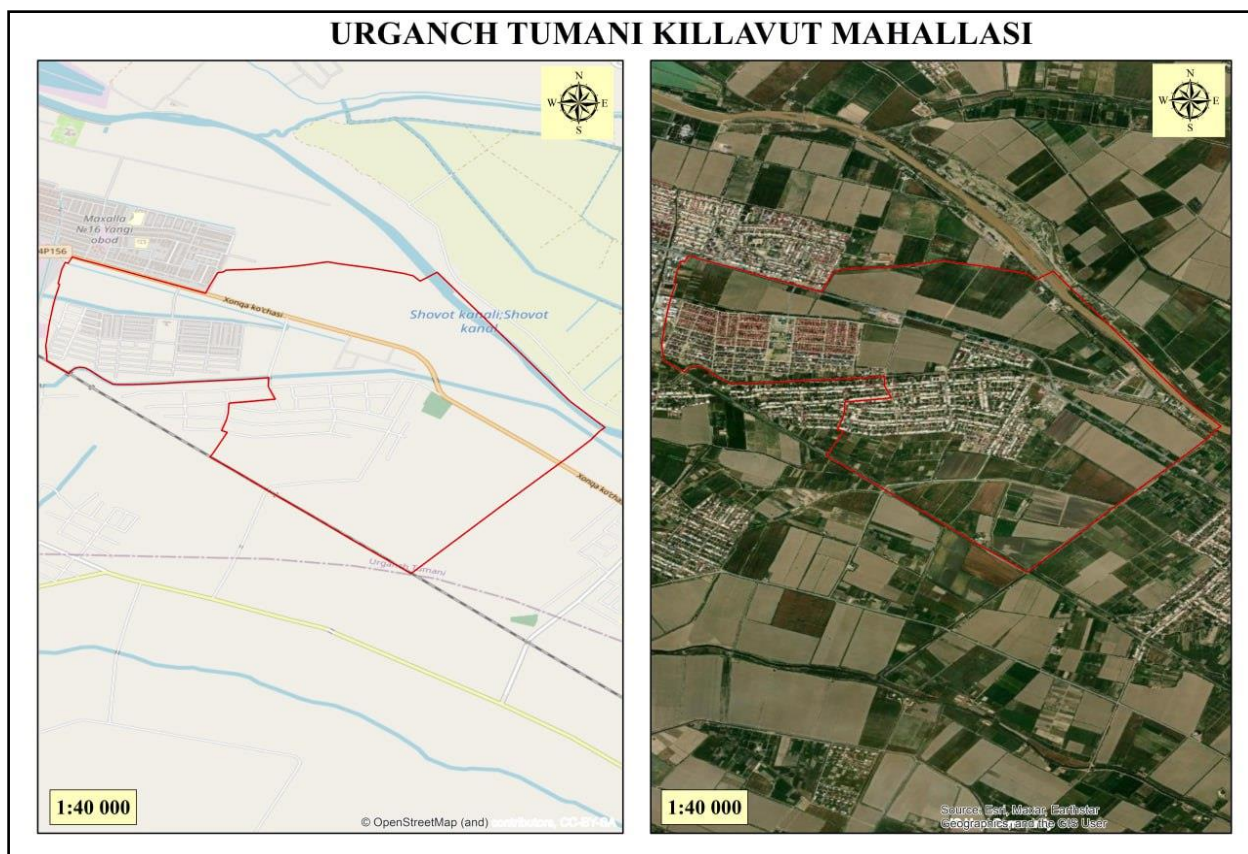 URGANCH TUMANI KILLAVUT MAHALLASI
N
W E
S
Maxalla
№16 Yangi
obod
4P156
Xonqa ko'chasi
Shovot kanali;Shovot
kanal
Xonqa ko'cha
Urganch Tumani
1:40 000
© OpenStreetMap (and) contributors, CC-BY-SA
N
W E
S
1:40 000
Source: Esri, Maxar, Earthstar
Geographics, and the GIS User